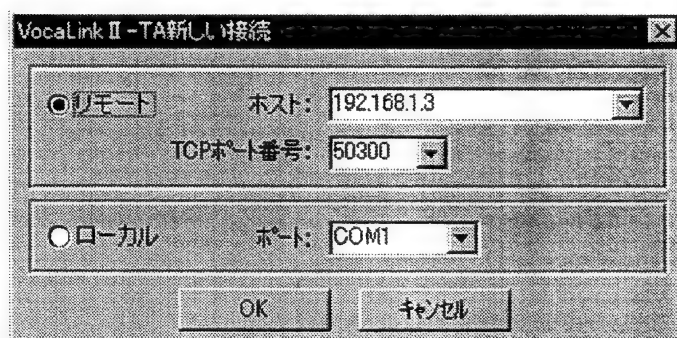 VocaLinkⅡ-TA新しい接続
リモート ホスト: 192.168.1.3
TCPポート番号: 50300
ローカル ポート: COM1
OK キャンセル